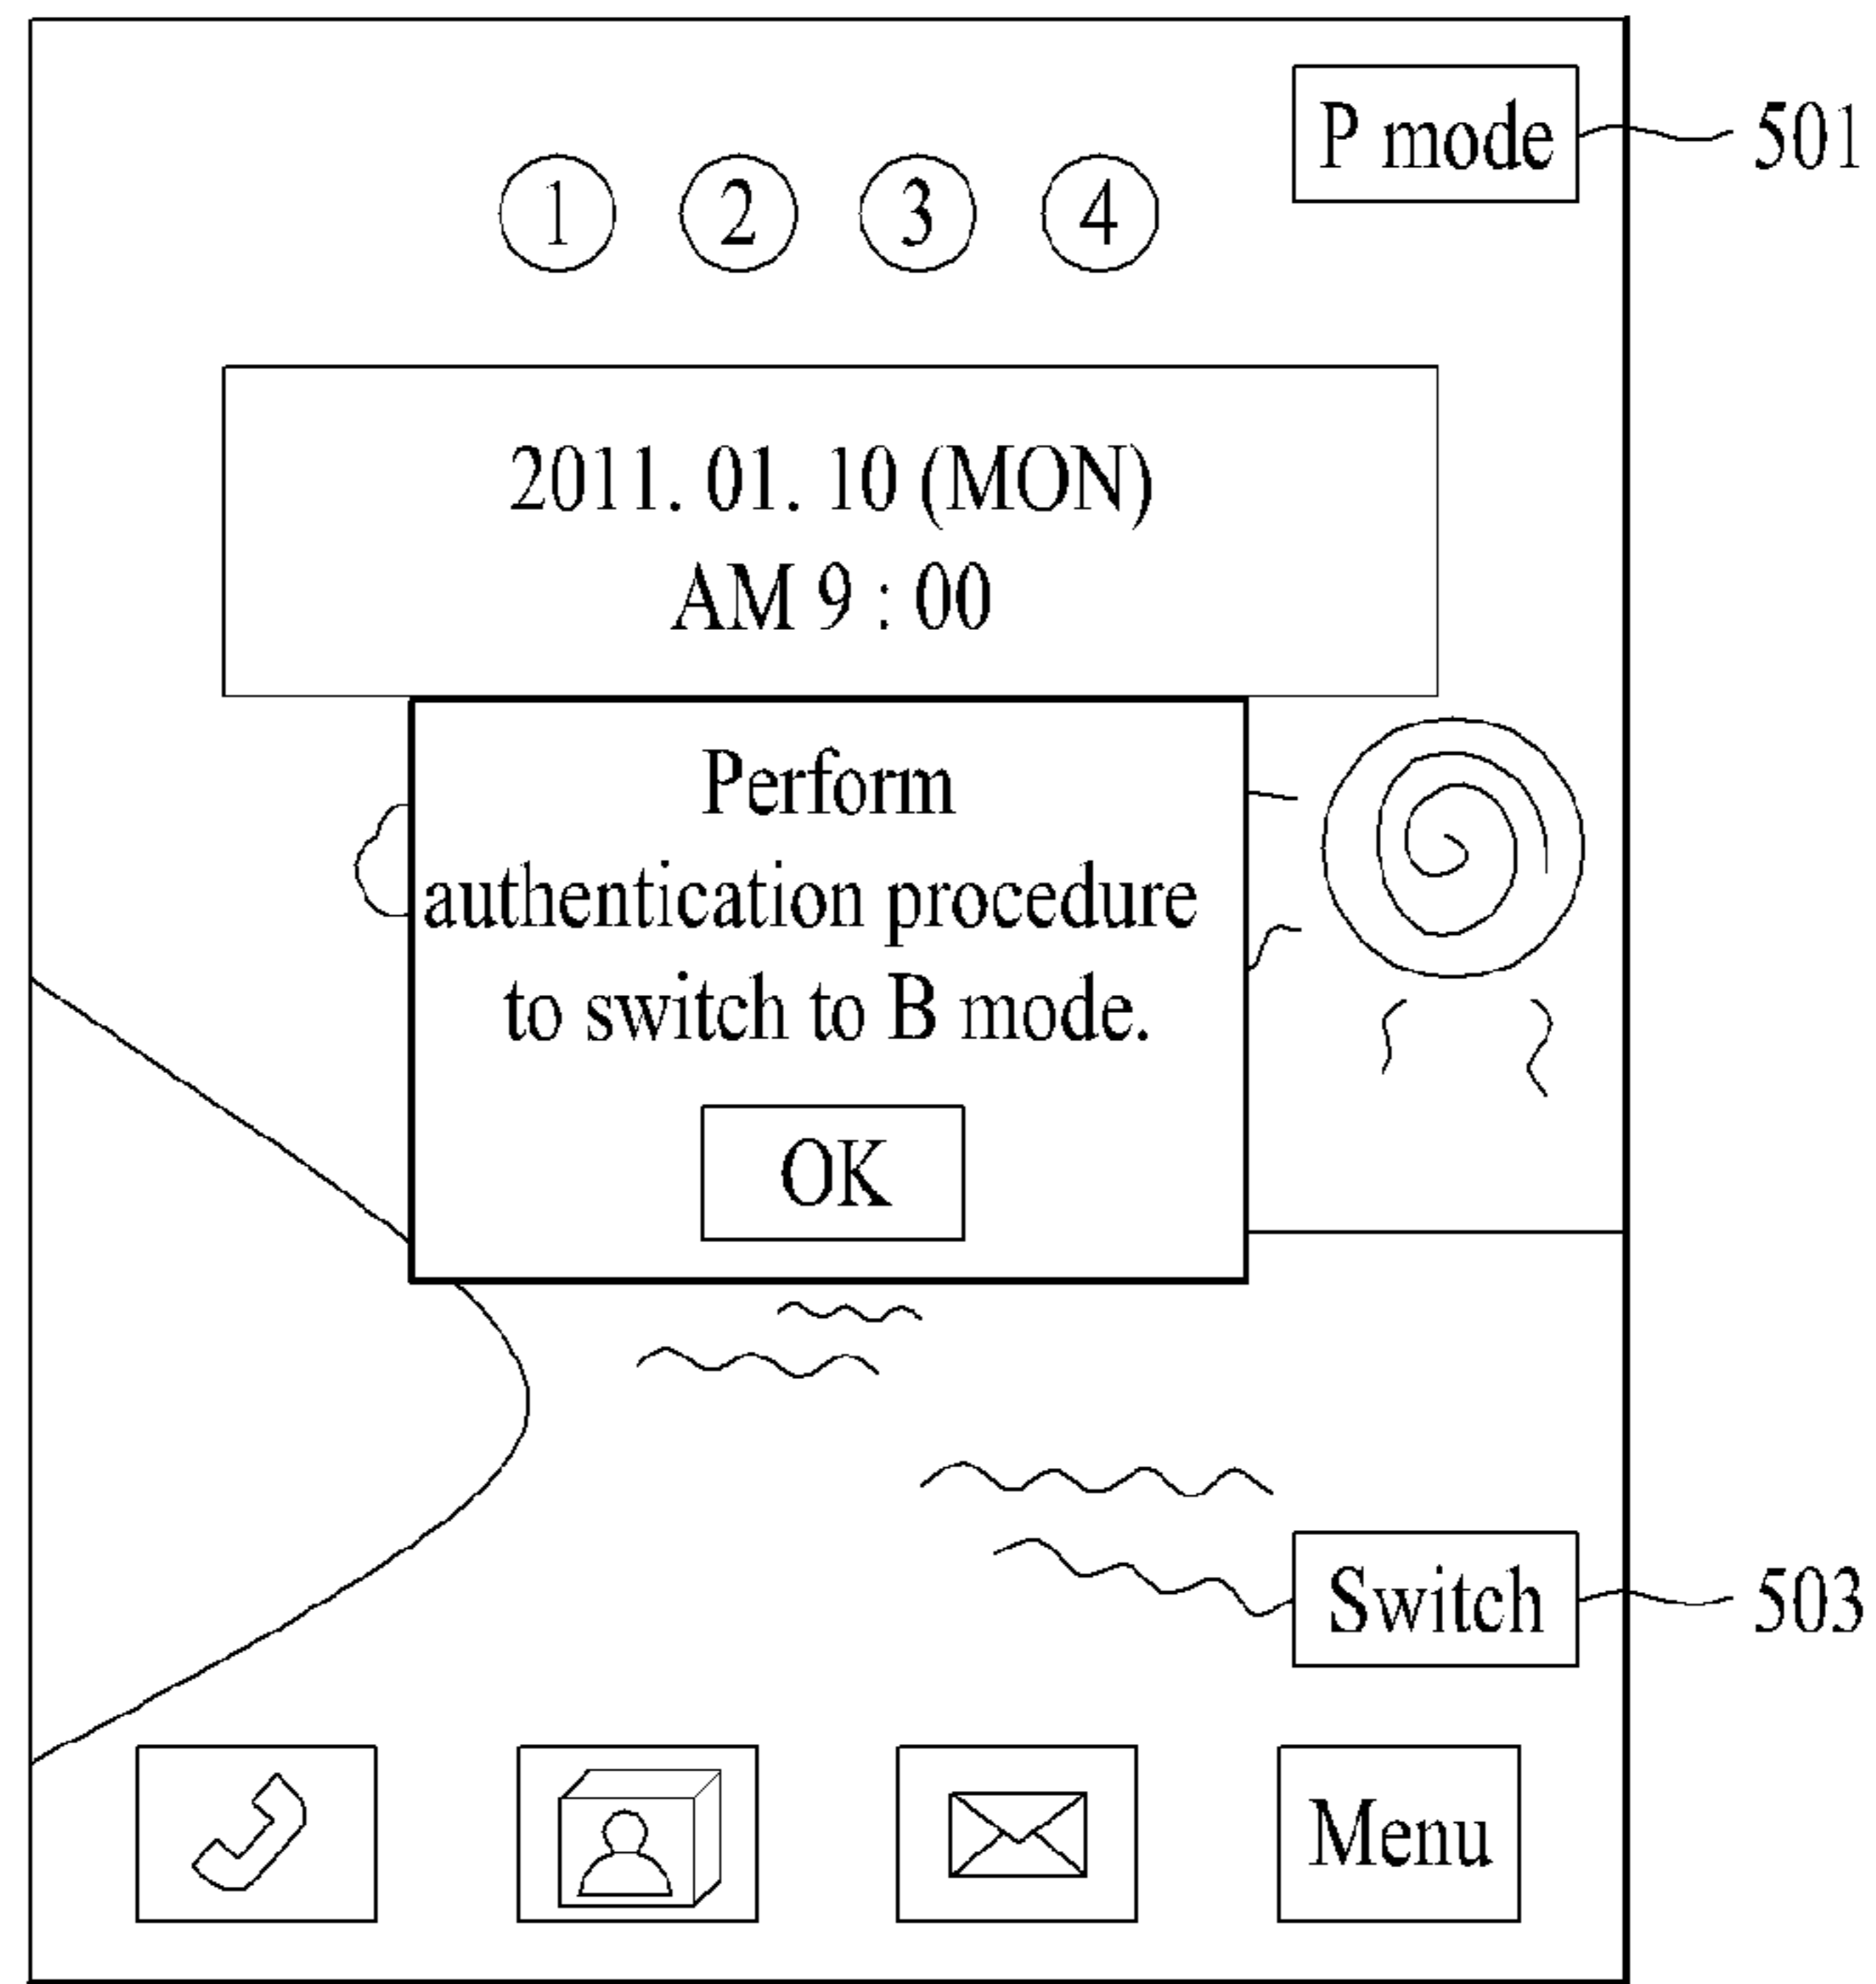 P mode
501
1 2 3 4
2011. 01. 10 (MON)
AM 9 : 00
Perform
authentication procedure
to switch to B mode.
OK
Switch
503
Menu